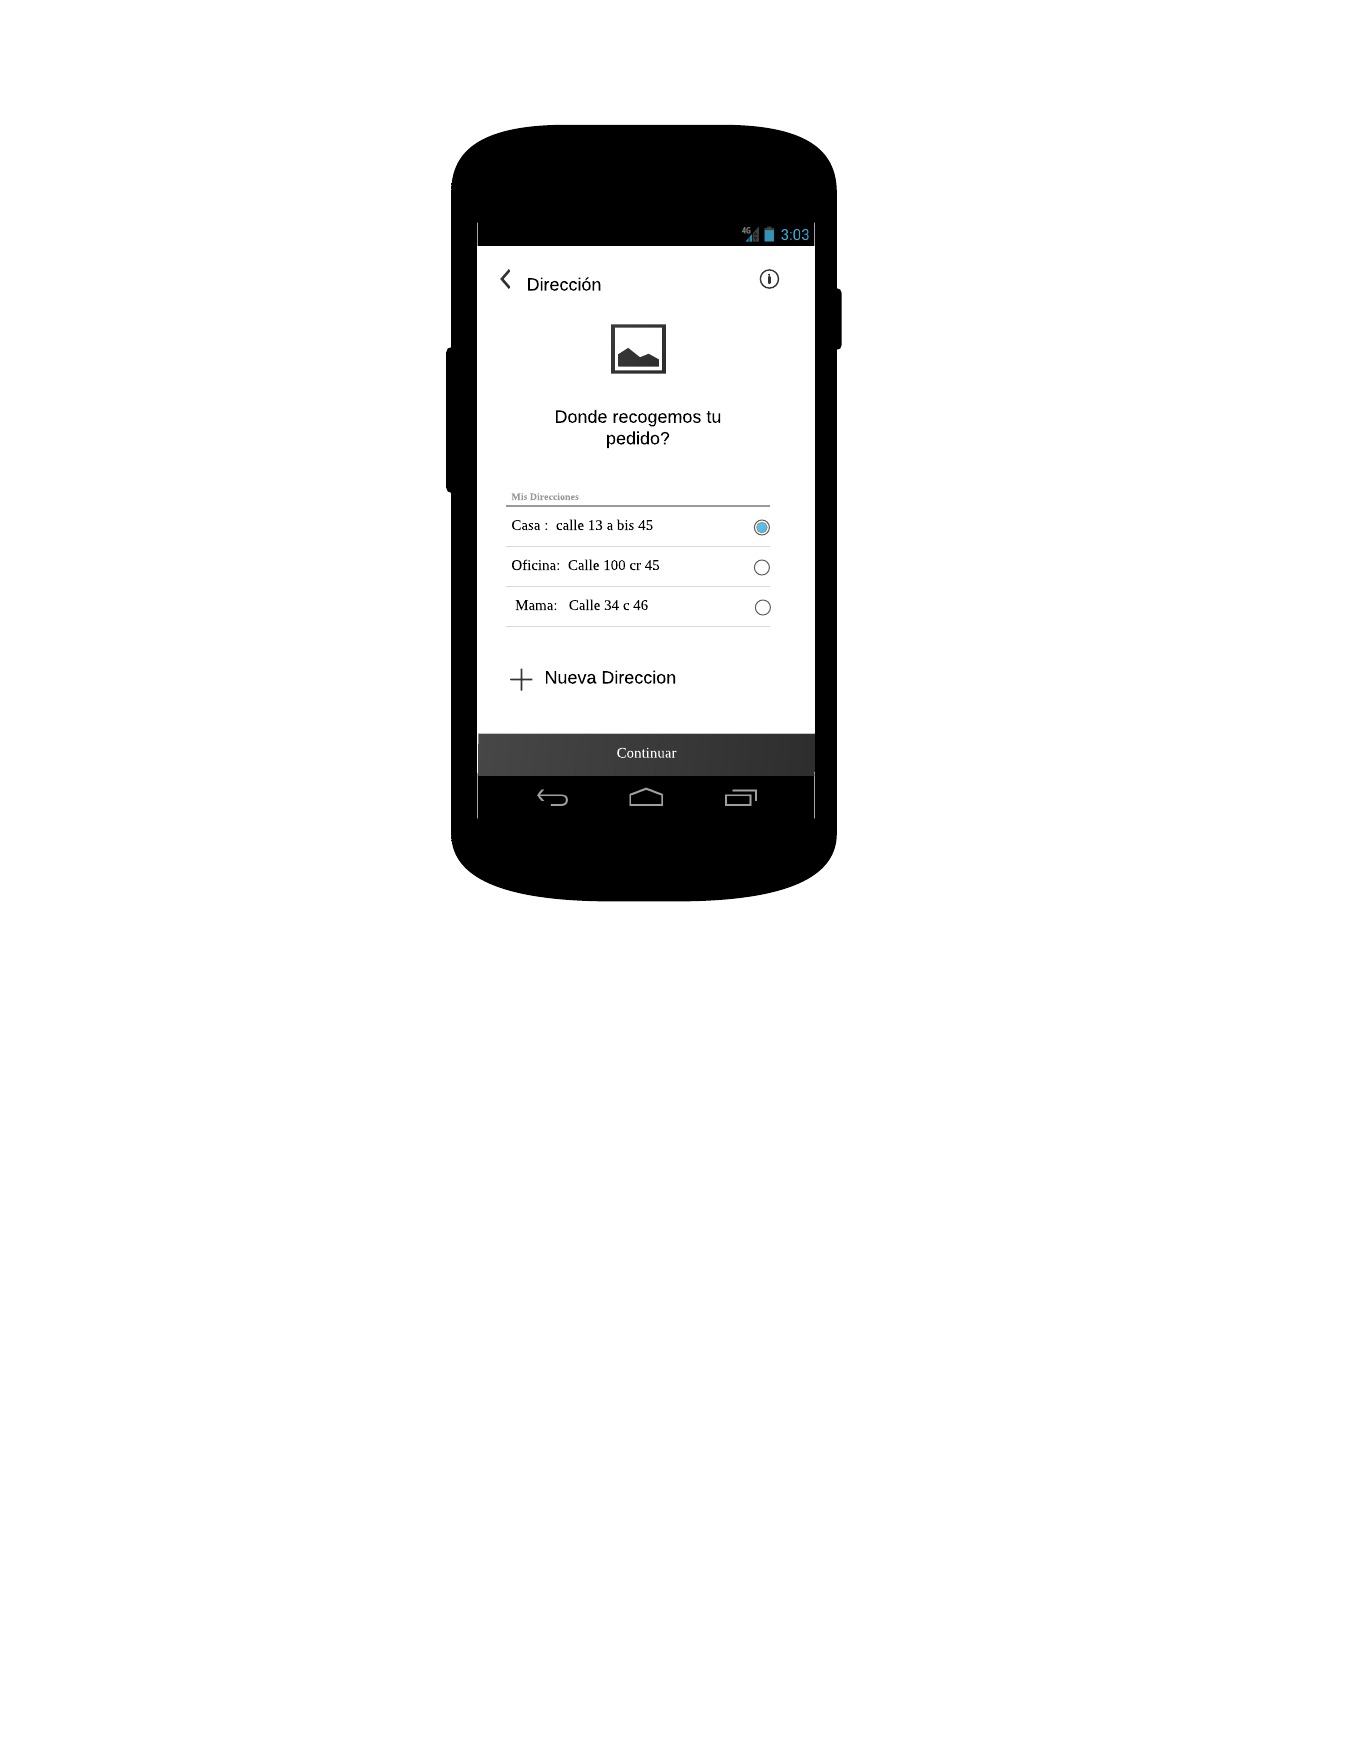 4G 3:03
Dirección
Donde recogemos tu
pedido?
Mis Direcciones
Casa : calle 13 a bis 45
Oficina: Calle 100 cr 45
Mama: Calle 34 c 46
Nueva Direccion
Continuar